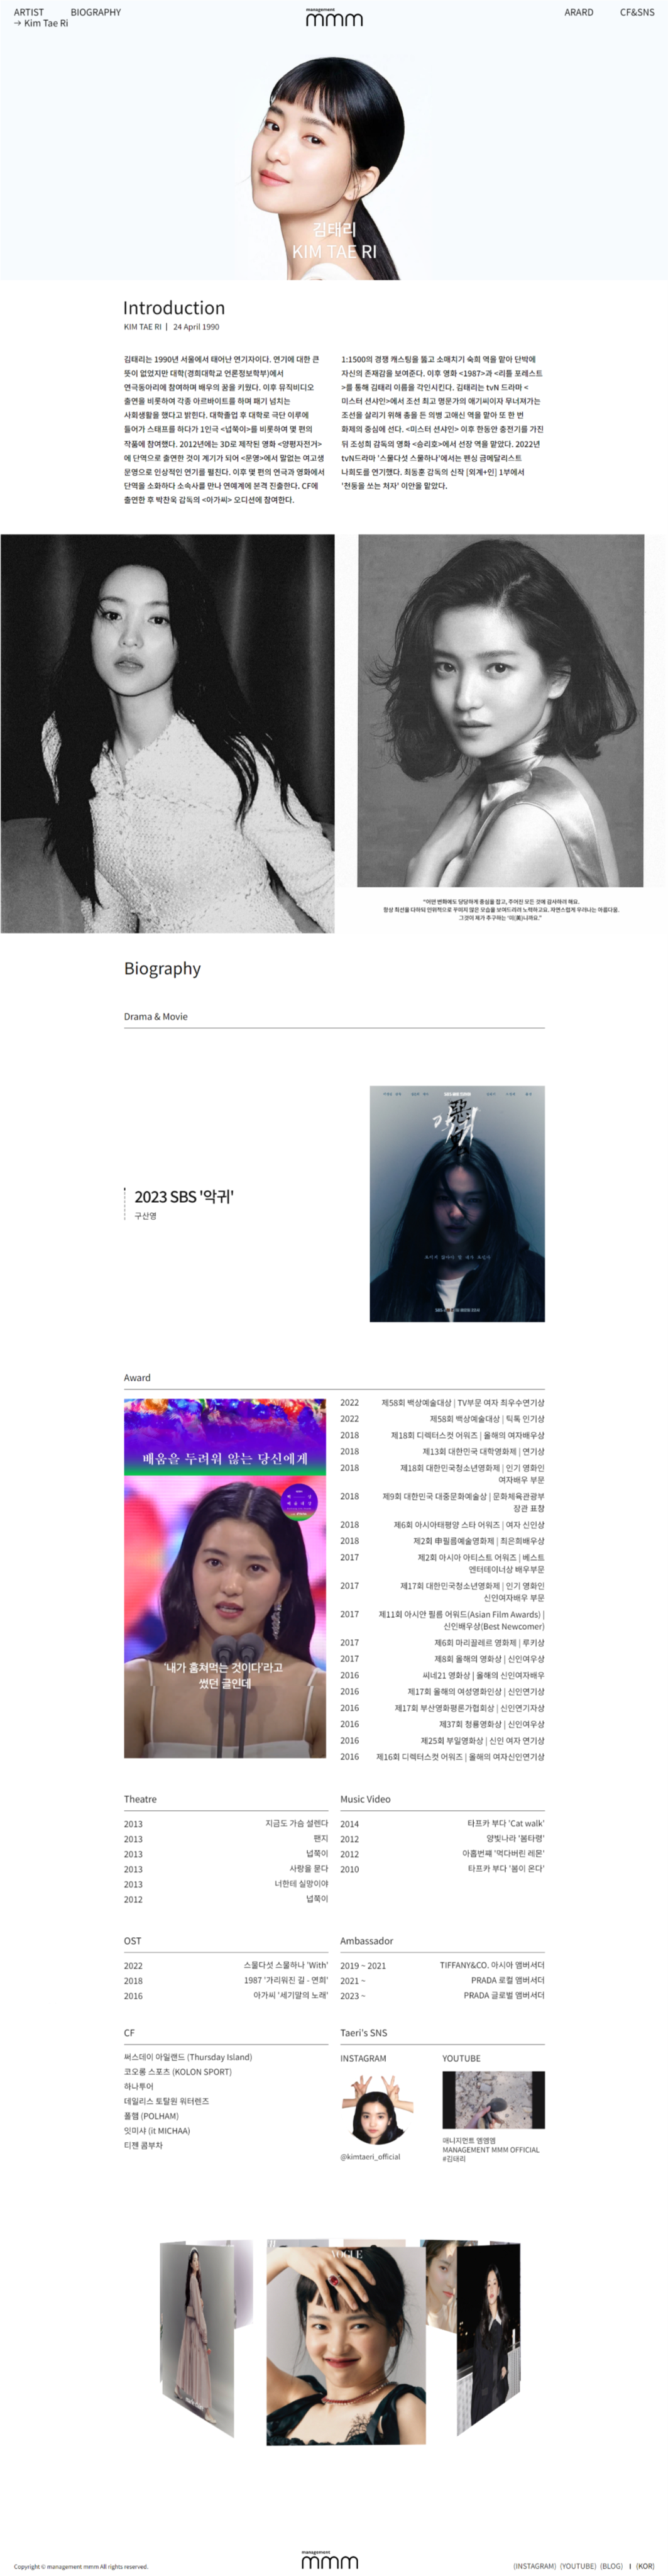 ARTIST
BIOGRAPHY
→ Kim Tae Ri
management
mmm
ARARD
CF&SNS
김태리
KIM TAE RI
Introduction
KIM TAE RI | 24 April 1990
김태리는 1990년 서울에서 태어난 연기자이다. 연기에 대한 큰
뜻이 없었지만 대학(경희대학교 언론정보학부)에서
연극동아리에 참여하며 배우의 꿈을 키웠다. 이후 뮤직비디오
출연을 비롯하여 각종 아르바이트를 하며 패기 넘치는
사회생활을 했다고 밝힌다. 대학졸업 후 대학로 극단 이루에
들어가 스태프를 하다가 1인극 <넙쭉이>를 비롯하여 몇 편의
작품에 참여했다. 2012년에는 3D로 제작된 영화 <양평자전거>
에 단역으로 출연한 것이 계기가 되어 <문영>에서 말없는 여고생
문영으로 인상적인 연기를 펼친다. 이후 몇 편의 연극과 영화에서
단역을 소화하다 소속사를 만나 연예계에 본격 진출한다. CF에
출연한 후 박찬욱 감독의 <아가씨> 오디션에 참여한다.
1:1500의 경쟁 캐스팅을 뚫고 소매치기 숙희 역을 맡아 단박에
자신의 존재감을 보여준다. 이후 영화 <1987>과 <리틀 포레스트
>를 통해 김태리 이름을 각인시킨다. 김태리는 tvN 드라마 <
미스터 션샤인>에서 조선 최고 명문가의 애기씨이자 무너져가는
조선을 살리기 위해 총을 든 의병 고애신 역을 맡아 또 한 번
화제의 중심에 선다. <미스터 션샤인> 이후 한동안 충전기를 가진
뒤 조성희 감독의 영화 <승리호>에서 선장 역을 맡았다. 2022년
tvN드라마 '스물다섯 스물하나'에서는 펜싱 금메달리스트
나희도를 연기했다. 최동훈 감독의 신작 [외계+인] 1부에서
'천둥을 쏘는 처자' 이안을 맡았다.
"어떤 변화에도 당당하게 중심을 잡고, 주어진 모든 것에 감사하려 해요.
항상 최선을 다하되 인위적으로 꾸미지 않은 모습을 보여드리려 노력하고요. 자연스럽게 우러나는 아름다움.
그것이 제가 추구하는 '미(美)'니까요."
Biography
Drama & Movie
2023 SBS '악귀'
구산영
악귀
Award
배움을 두려워 않는 당신에게
'내가 훔쳐먹는 것이다'라고
썼던 글인데
2022 제58회 백상예술대상 | TV부문 여자 최우수연기상
2022 제58회 백상예술대상 | 틱톡 인기상
2018 제18회 디렉터스컷 어워즈 | 올해의 여자배우상
2018 제13회 대한민국 대학영화제 | 연기상
2018 제18회 대한민국청소년영화제 | 인기 영화인
여자배우 부문
2018 제9회 대한민국 대중문화예술상 | 문화체육관광부
장관 표창
2018 제6회 아시아태평양 스타 어워즈 | 여자 신인상
2018 제2회 申필름예술영화제 | 최은희배우상
2017 제2회 아시아 아티스트 어워즈 | 베스트
엔터테이너상 배우부문
2017 제17회 대한민국청소년영화제 | 인기 영화인
신인여자배우 부문
2017 제11회 아시안 필름 어워드(Asian Film Awards) |
신인배우상(Best Newcomer)
2017 제6회 마리끌레르 영화제 | 루키상
2017 제8회 올해의 영화상 | 신인여우상
2016 씨네21 영화상 | 올해의 신인여자배우
2016 제17회 올해의 여성영화인상 | 신인연기상
2016 제17회 부산영화평론가협회상 | 신인연기자상
2016 제37회 청룡영화상 | 신인여우상
2016 제25회 부일영화상 | 신인 여자 연기상
2016 제16회 디렉터스컷 어워즈 | 올해의 여자신인연기상
Theatre
2013 지금도 가슴 설렌다
2013 팬지
2013 넙쭉이
2013 사랑을 묻다
2013 너한테 실망이야
2012 넙쭉이
Music Video
2014 타프카 부다 'Cat walk'
2012 양빛나라 '봄타령'
2012 아홉번째 '먹다버린 레몬'
2010 타프카 부다 '봄이 온다'
OST
2022 스물다섯 스물하나 'With'
2018 1987 '가리워진 길 - 연희'
2016 아가씨 '세기말의 노래'
Ambassador
2019 ~ 2021 TIFFANY&CO. 아시아 앰버서더
2021 ~ PRADA 로컬 앰버서더
2023 ~ PRADA 글로벌 앰버서더
CF
써스데이 아일랜드 (Thursday Island)
코오롱 스포츠 (KOLON SPORT)
하나투어
데일리스 토탈원 워터렌즈
폴햄 (POLHAM)
잇미샤 (it MICHAA)
티젠 콤부차
Taeri's SNS
INSTAGRAM
@kimtaeri_official
YOUTUBE
매니지먼트 엠엠엠
MANAGEMENT MMM OFFICIAL
#김태리
VOGUE
Copyright © management mmm All rights reserved.
management
mmm
(INSTAGRAM) (YOUTUBE) (BLOG) | (KOR)